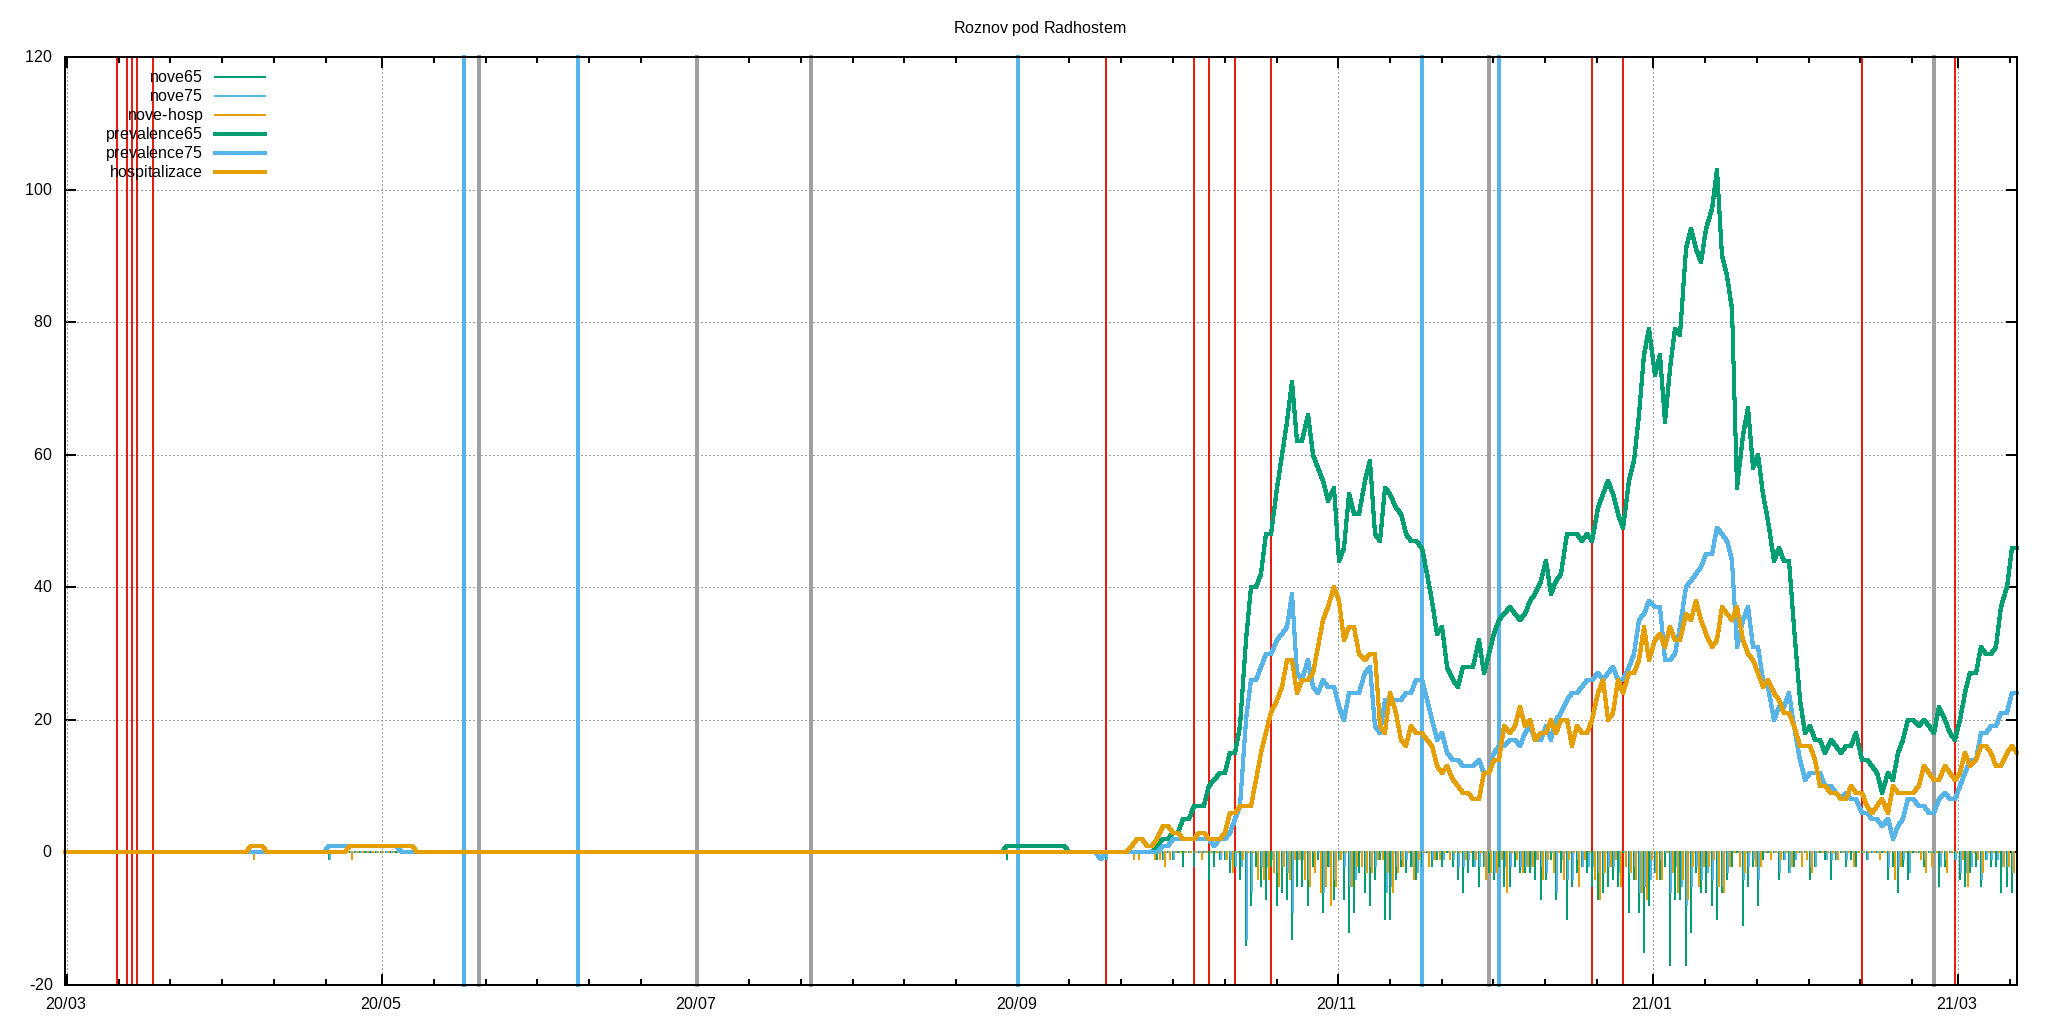 Roznov pod Radhostem
120
100
80
60
40
20
0
-20
nove65
nove75
nove-hosp
prevalence65
prevalence75
hospitalizace
20/03 20/05 20/07 20/09 20/11 21/01 21/03